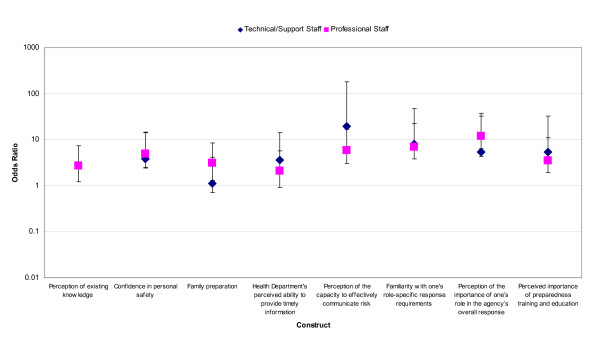 Technical/Support Staff Professional Staff
1000
100
10
1
0.1
0.01
Odds Ratio
Perception of existing knowledge
Confidence in personal safety
Family preparation
Health Department's perceived ability to provide timely information
Perception of the capacity to effectively communicate risk
Familiarity with one's role-specific response requirements
Perception of the importance of one's role in the agency's overall response
Perceived importance of preparedness training and education
Construct